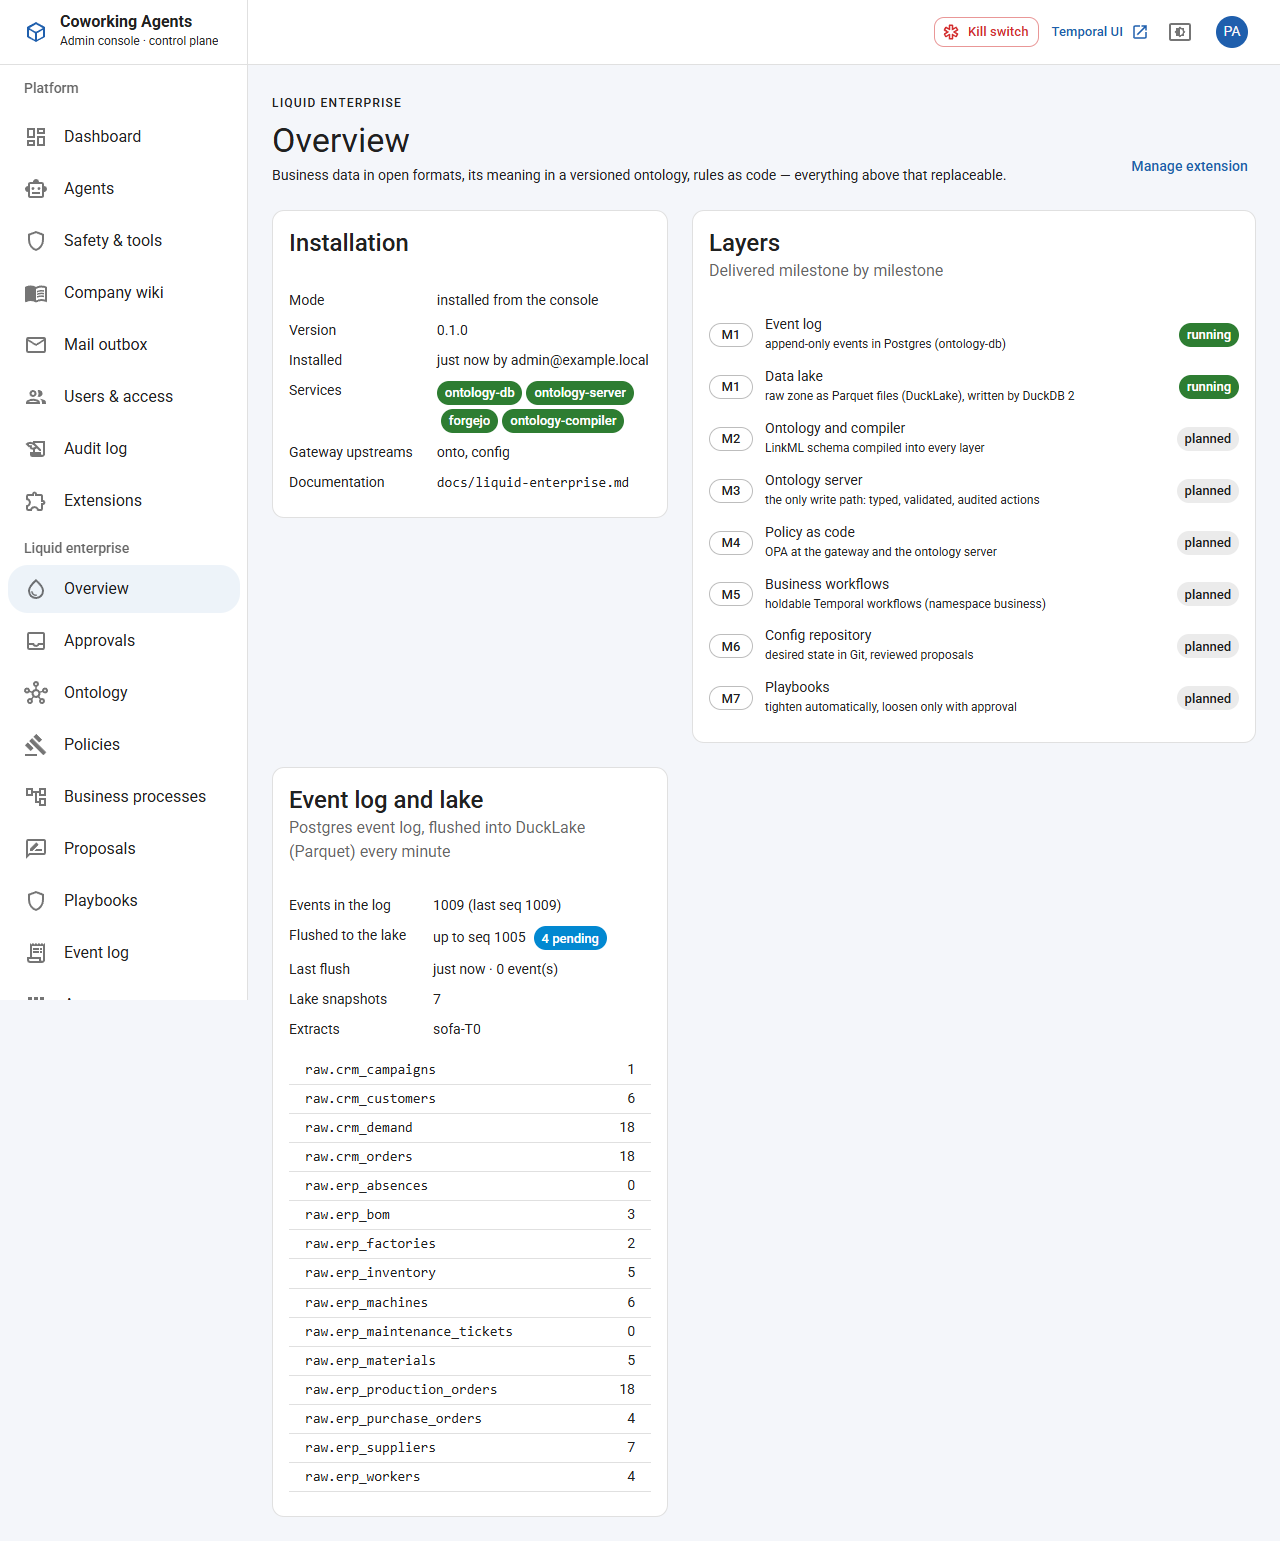 Coworking Agents
Admin console · control plane
Kill switch
Temporal UI
PA
Platform
Dashboard
Agents
Safety & tools
Company wiki
Mail outbox
Users & access
Audit log
Extensions
Liquid enterprise
Overview
Approvals
Ontology
Policies
Business processes
Proposals
Playbooks
Event log
LIQUID ENTERPRISE
Overview
Business data in open formats, its meaning in a versioned ontology, rules as code — everything above that replaceable.
Manage extension
Installation
Mode installed from the console
Version 0.1.0
Installed just now by admin@example.local
Services ontology-db ontology-server
forgejo ontology-compiler
Gateway upstreams onto, config
Documentation docs/liquid-enterprise.md
Layers
Delivered milestone by milestone
M1 Event log running
append-only events in Postgres (ontology-db)
M1 Data lake running
raw zone as Parquet files (DuckLake), written by DuckDB 2
M2 Ontology and compiler planned
LinkML schema compiled into every layer
M3 Ontology server planned
the only write path: typed, validated, audited actions
M4 Policy as code planned
OPA at the gateway and the ontology server
M5 Business workflows planned
holdable Temporal workflows (namespace business)
M6 Config repository planned
desired state in Git, reviewed proposals
M7 Playbooks planned
tighten automatically, loosen only with approval
Event log and lake
Postgres event log, flushed into DuckLake
(Parquet) every minute
Events in the log 1009 (last seq 1009)
Flushed to the lake up to seq 1005 4 pending
Last flush just now · 0 event(s)
Lake snapshots 7
Extracts sofa-T0
raw.crm_campaigns 1
raw.crm_customers 6
raw.crm_demand 18
raw.crm_orders 18
raw.erp_absences 0
raw.erp_bom 3
raw.erp_factories 2
raw.erp_inventory 5
raw.erp_machines 6
raw.erp_maintenance_tickets 0
raw.erp_materials 5
raw.erp_production_orders 18
raw.erp_purchase_orders 4
raw.erp_suppliers 7
raw.erp_workers 4